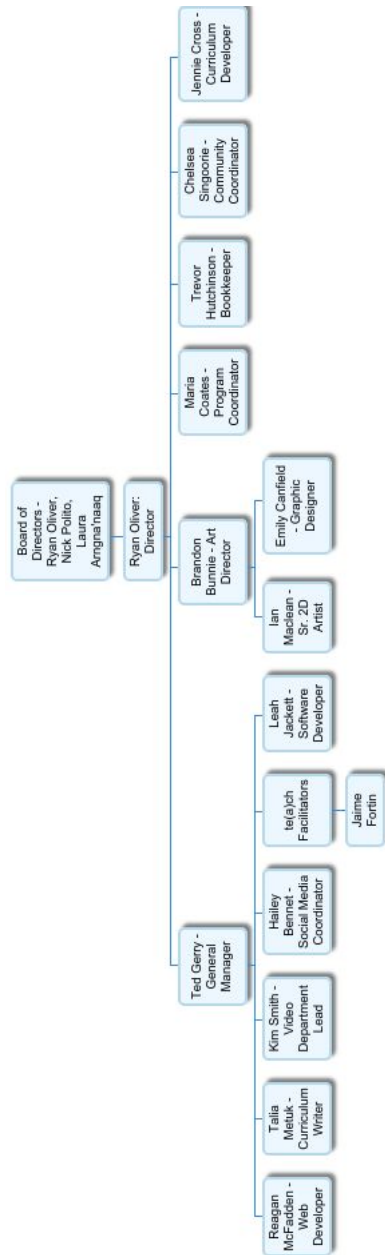 Board of
Directors -
Ryan Oliver,
Nick Polito,
Laura
Arngna'naaq
Ryan Oliver:
Director
Ted Gerry -
General
Manager
Brandon
Bunnie - Art
Director
Maria
Coates -
Program
Coordinator
Trevor
Hutchinson -
Bookkeeper
Chelsea
Singoorie -
Community
Coordinator
Jennie Cross -
Curriculum
Developer
Reagan
McFadden -
Web
Developer
Talia
Metuk -
Curriculum
Writer
Kim Smith -
Video
Department
Lead
Hailey
Bennet -
Social Media
Coordinator
te(a)ch
Facilitators
Leah
Jackett -
Software
Developer
Ian
Maclean -
Sr. 2D
Artist
Emily Canfield
- Graphic
Designer
Jaime
Fortin